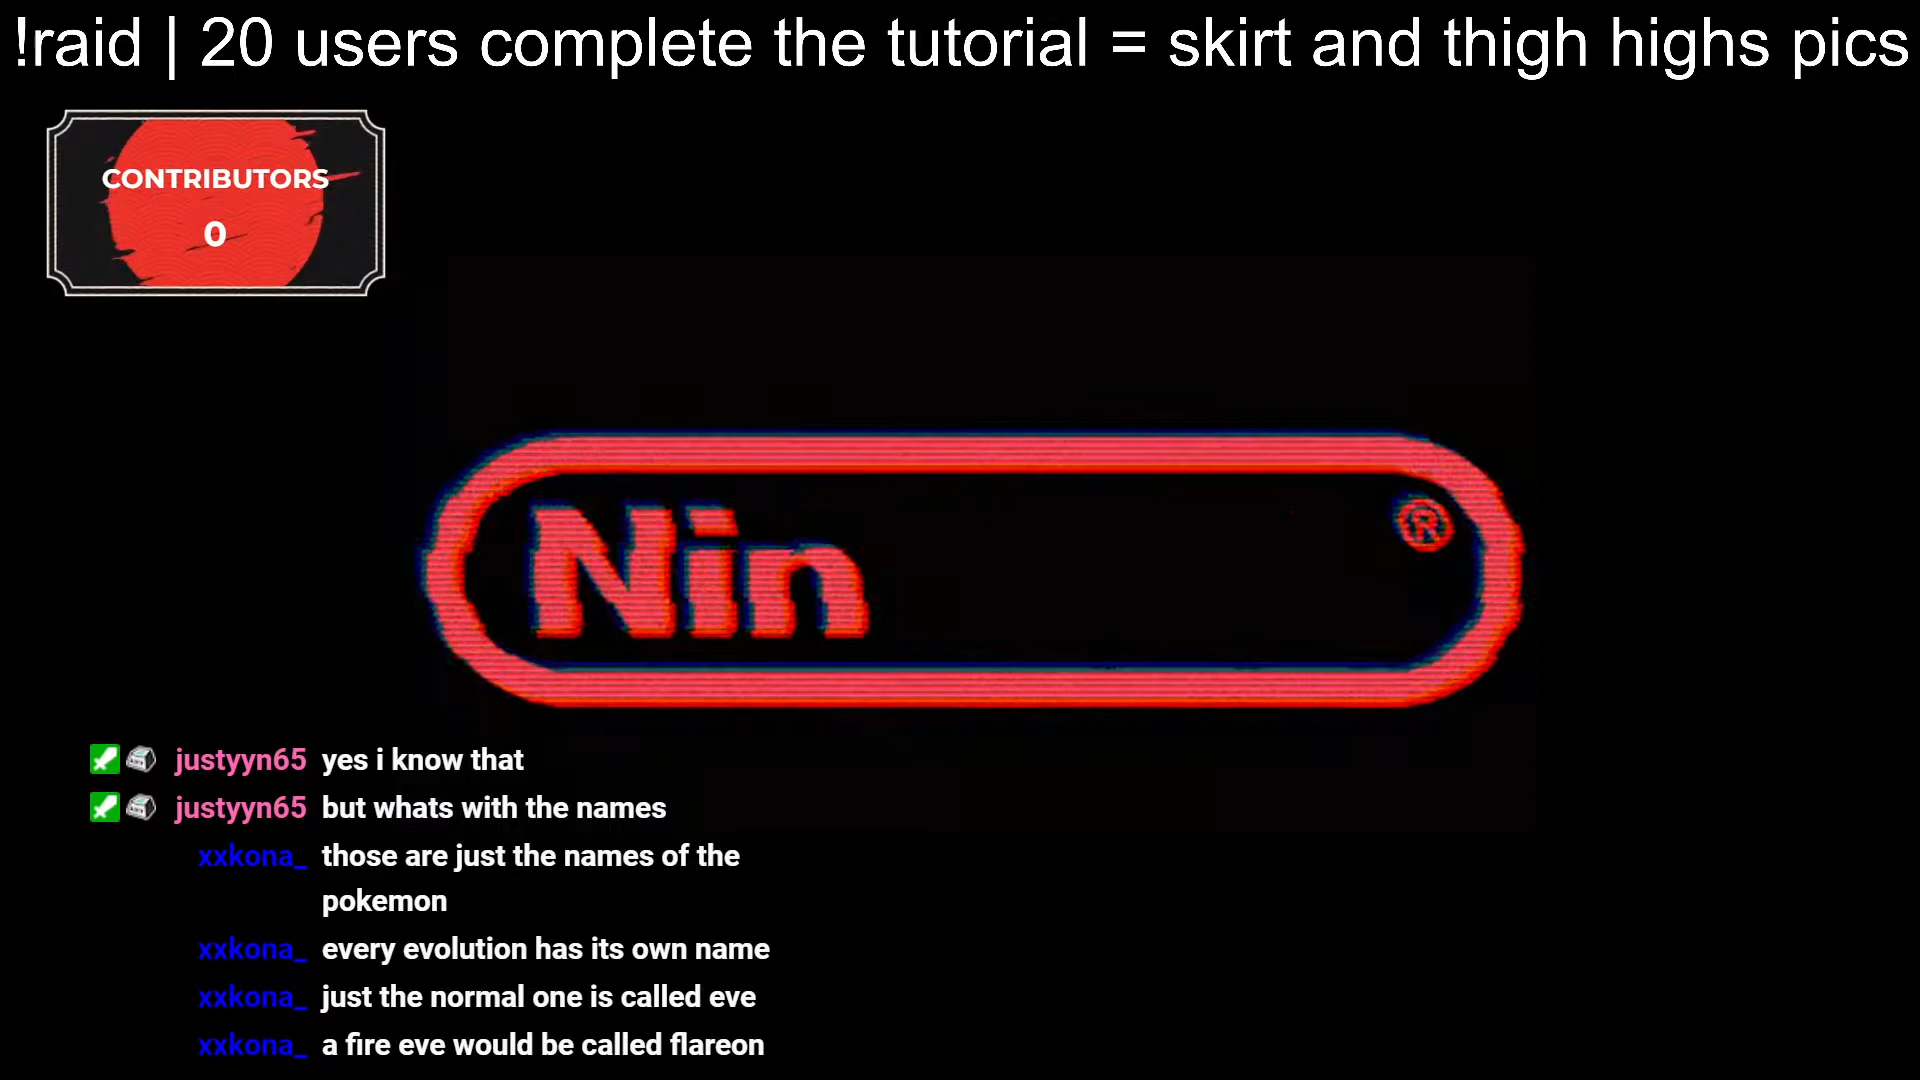 !raid | 20 users complete the tutorial = skirt and thigh highs pics
CONTRIBUTORS
0
Nin ®
justyyn65 yes i know that
justyyn65 but whats with the names
xxkona_ those are just the names of the
pokemon
xxkona_ every evolution has its own name
xxkona_ just the normal one is called eve
xxkona_ a fire eve would be called flareon